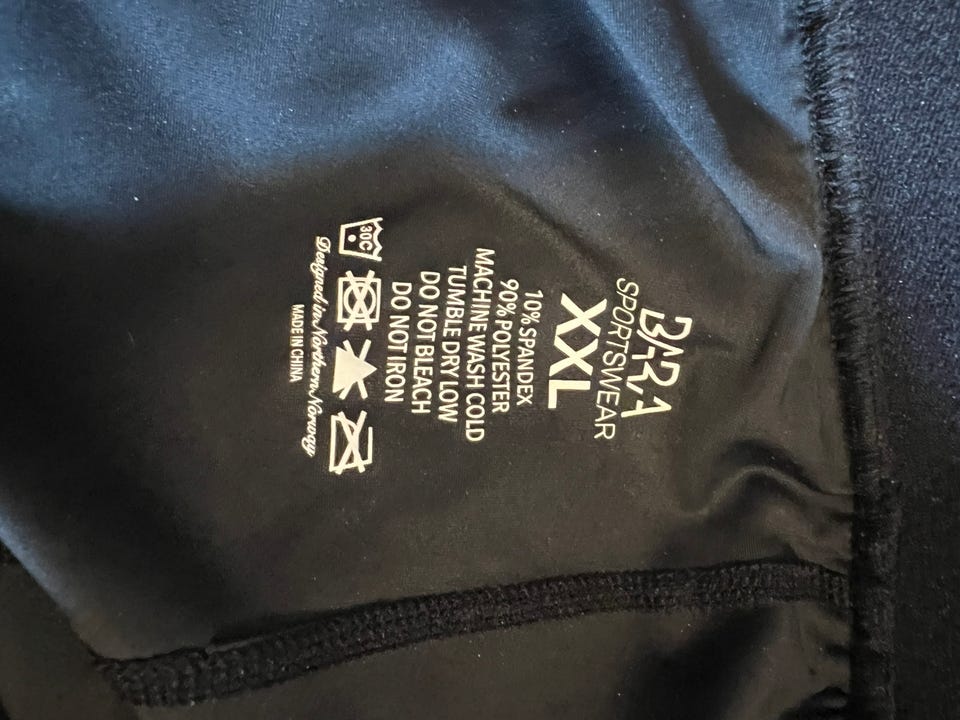 BARA
SPORTSWEAR
XXL
10% SPANDEX
90% POLYESTER
MACHINE WASH COLD
TUMBLE DRY LOW
DO NOT BLEACH
DO NOT IRON
30C
Designed in Northern Norway
MADE IN CHINA